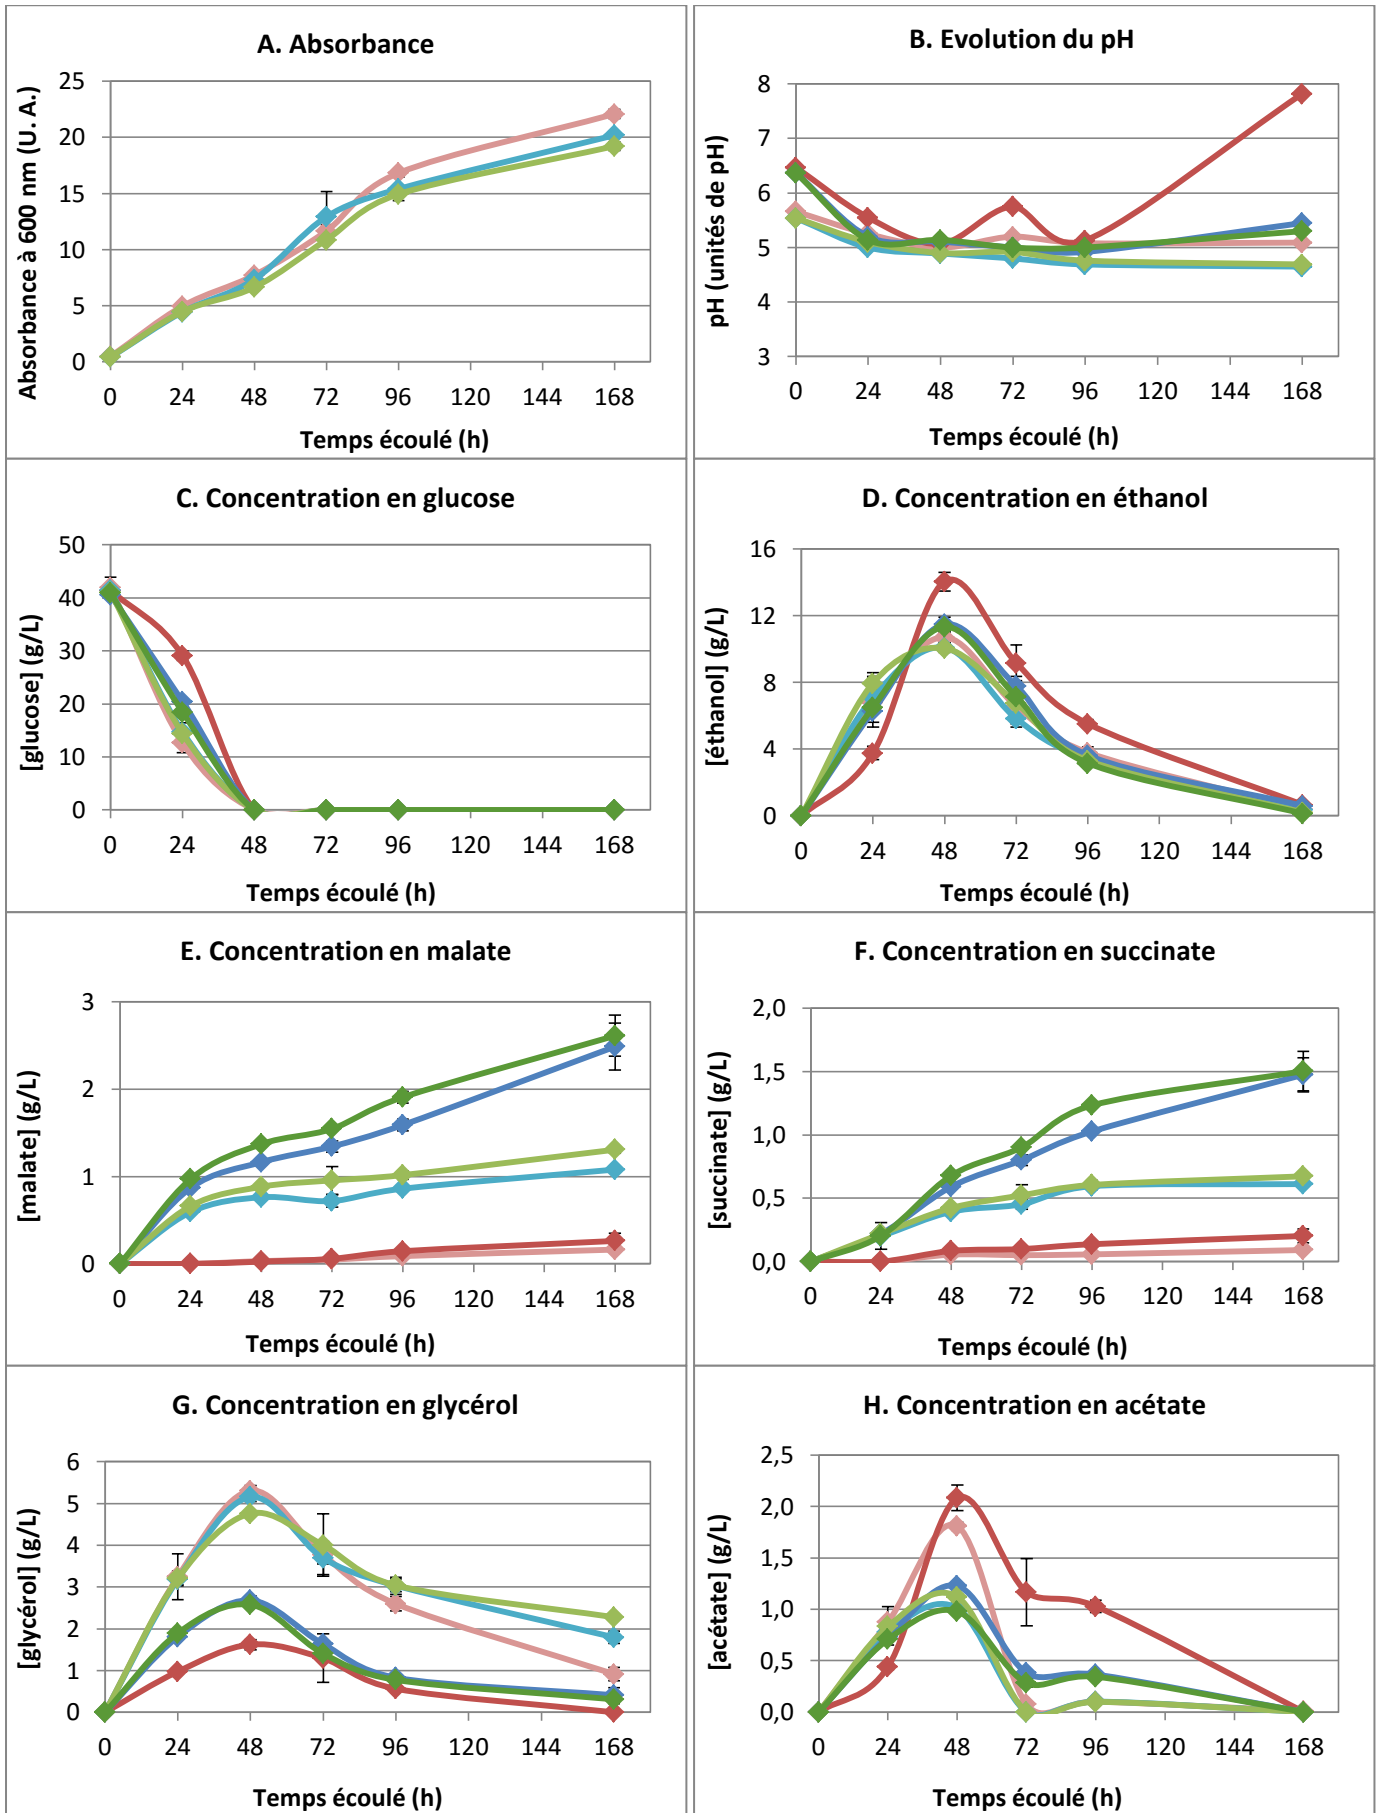 A. Absorbance
Absorbance à 600 nm (U. A.)
25
20
15
10
5
0
0 24 48 72 96 120 144 168
Temps écoulé (h)
B. Evolution du pH
pH (unités de pH)
8
7
6
5
4
3
0 24 48 72 96 120 144 168
Temps écoulé (h)
C. Concentration en glucose
[glucose] (g/L)
50
40
30
20
10
0
0 24 48 72 96 120 144 168
Temps écoulé (h)
D. Concentration en éthanol
[éthanol] (g/L)
16
12
8
4
0
0 24 48 72 96 120 144 168
Temps écoulé (h)
E. Concentration en malate
[malate] (g/L)
3
2
1
0
0 24 48 72 96 120 144 168
Temps écoulé (h)
F. Concentration en succinate
[succinate] (g/L)
2,0
1,5
1,0
0,5
0,0
0 24 48 72 96 120 144 168
Temps écoulé (h)
G. Concentration en glycérol
[glycérol] (g/L)
6
5
4
3
2
1
0
0 24 48 72 96 120 144 168
Temps écoulé (h)
H. Concentration en acétate
[acétate] (g/L)
2,5
2,0
1,5
1,0
0,5
0,0
0 24 48 72 96 120 144 168
Temps écoulé (h)